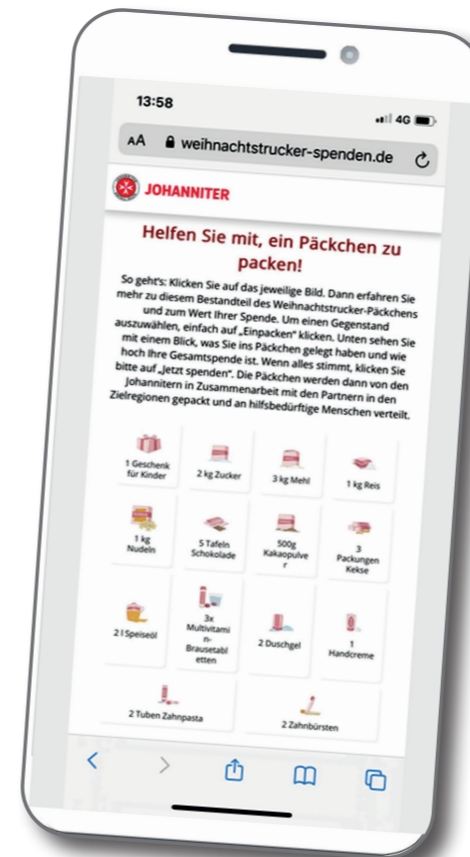 13:58
4G
AA weihnachtstrucker-spenden.de
JOHANNITER
Helfen Sie mit, ein Päckchen zu
packen!
So geht's: Klicken Sie auf das jeweilige Bild. Dann erfahren Sie
mehr zu diesem Bestandteil des Weihnachtstrucker-Päckchens
und zum Wert Ihrer Spende. Um einen Gegenstand
auszuwählen, einfach auf „Einpacken" klicken. Unten sehen Sie
mit einem Blick, was Sie ins Päckchen gelegt haben und wie
hoch Ihre Gesamtspende ist. Wenn alles stimmt, klicken Sie
bitte auf „Jetzt spenden". Die Päckchen werden dann von den
Johannitern in Zusammenarbeit mit den Partnern in den
Zielregionen gepackt und an hilfsbedürftige Menschen verteilt.
1 Geschenk
für Kinder
2 kg Zucker
3 kg Mehl
1 kg Reis
1 kg
Nudeln
5 Tafeln
Schokolade
500g
Kakaopulve
r
3
Packungen
Kekse
2 l Speiseöl
3x
Multivitami
n-
Brausetabl
etten
2 Duschgel
1
Handcreme
2 Tuben Zahnpasta
2 Zahnbürsten